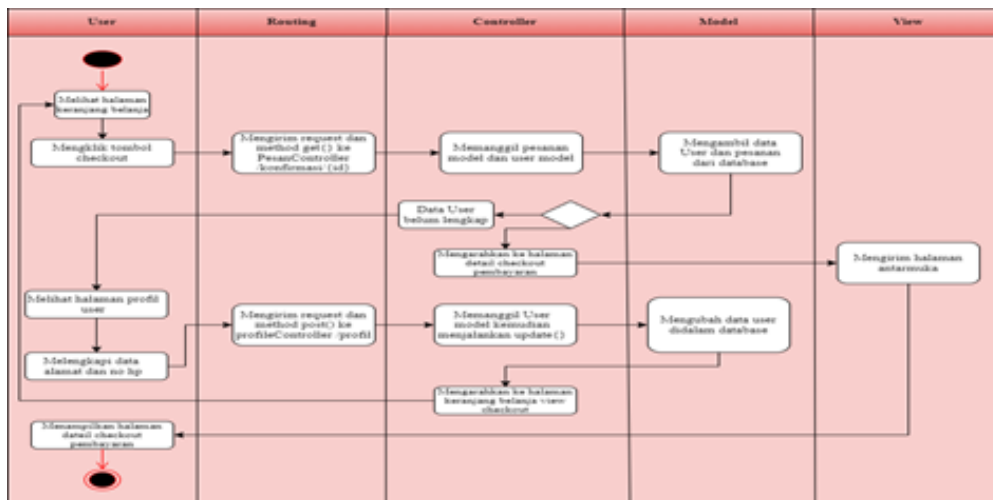 User
Routing
Controller
Model
View
Melihat halaman
keranjang belanja
Mengklik tombol
checkout
Mengirim request dan
method get() ke
PesanController
/konfirmasi/{id}
Memanggil pesanan
model dan user model
Mengambil data
User dan pesanan
dari database
Data User
belum lengkap
Mengarahkan ke halaman
detail checkout
pembayaran
Mengirim halaman
antarmuka
Melihat halaman profil
user
Mengirim request dan
method post() ke
profileController /profil
Memanggil User
model kemudian
menjalankan update()
Mengubah data user
didalam database
Melengkapi data
alamat dan no hp
Mengarahkan ke halaman
keranjang belanja view
checkout
Menampilkan halaman
detail checkout
pembayaran